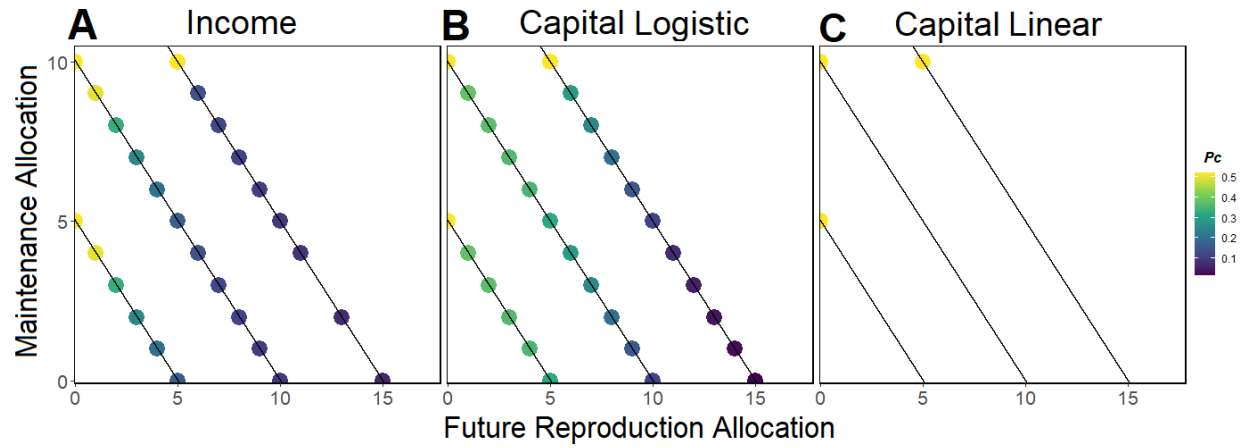 A Income
B Capital Logistic
C Capital Linear
Maintenance Allocation
10
5
0
0 5 10 15
0 5 10 15
0 5 10 15
Future Reproduction Allocation
Pc
0.5
0.4
0.3
0.2
0.1